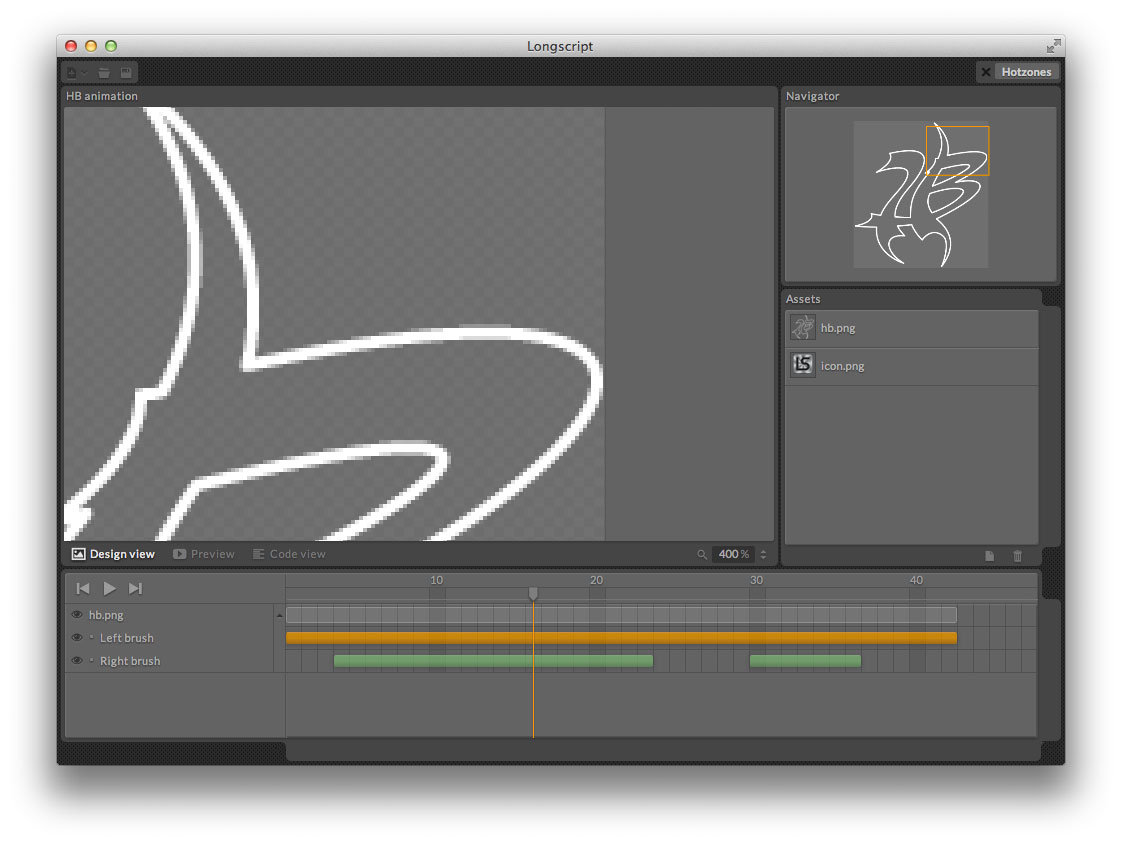 Longscript
Hotzones
HB animation
Navigator
Assets
hb.png
icon.png
Design view Preview Code view 400 %
10 20 30 40
hb.png
Left brush
Right brush